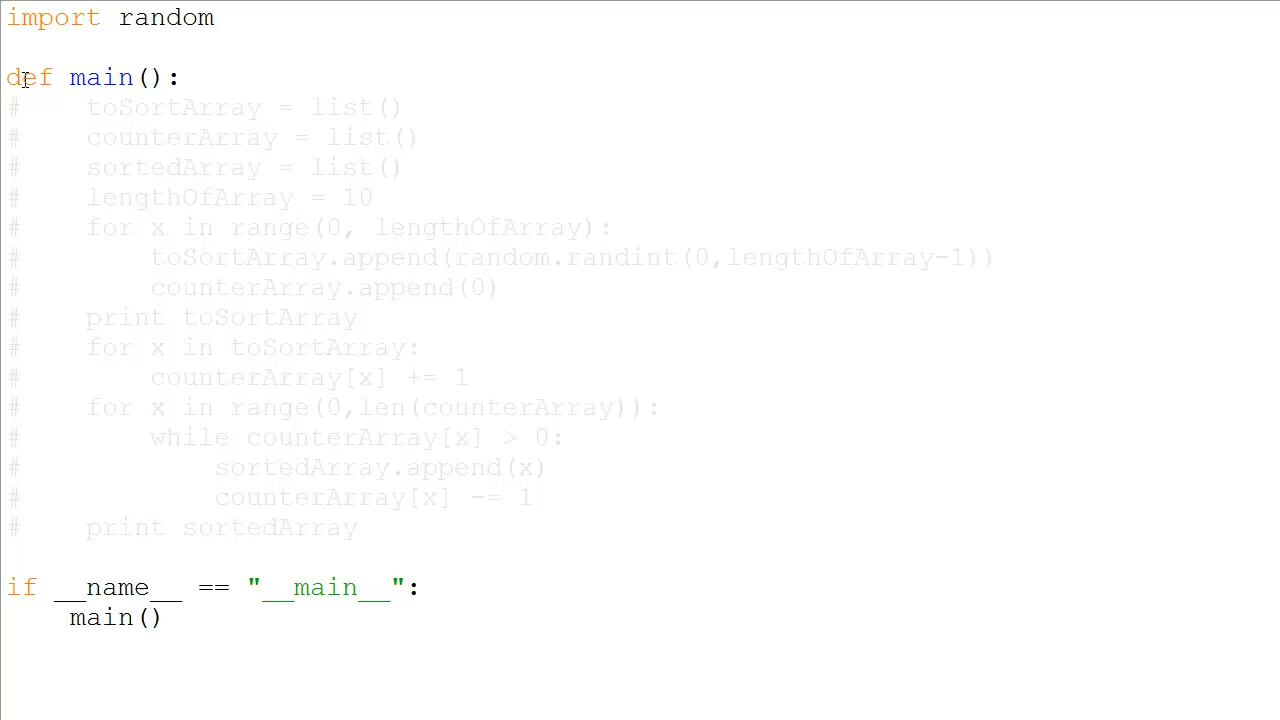 import random
def main():
#    toSortArray = list()
#    counterArray = list()
#    sortedArray = list()
#    lengthOfArray = 10
#    for x in range(0, lengthOfArray):
#        toSortArray.append(random.randint(0,lengthOfArray-1))
#        counterArray.append(0)
#    print toSortArray
#    for x in toSortArray:
#        counterArray[x] += 1
#    for x in range(0,len(counterArray)):
#        while counterArray[x] > 0:
#            sortedArray.append(x)
#            counterArray[x] -= 1
#    print sortedArray
if __name__ == "__main__":
    main()